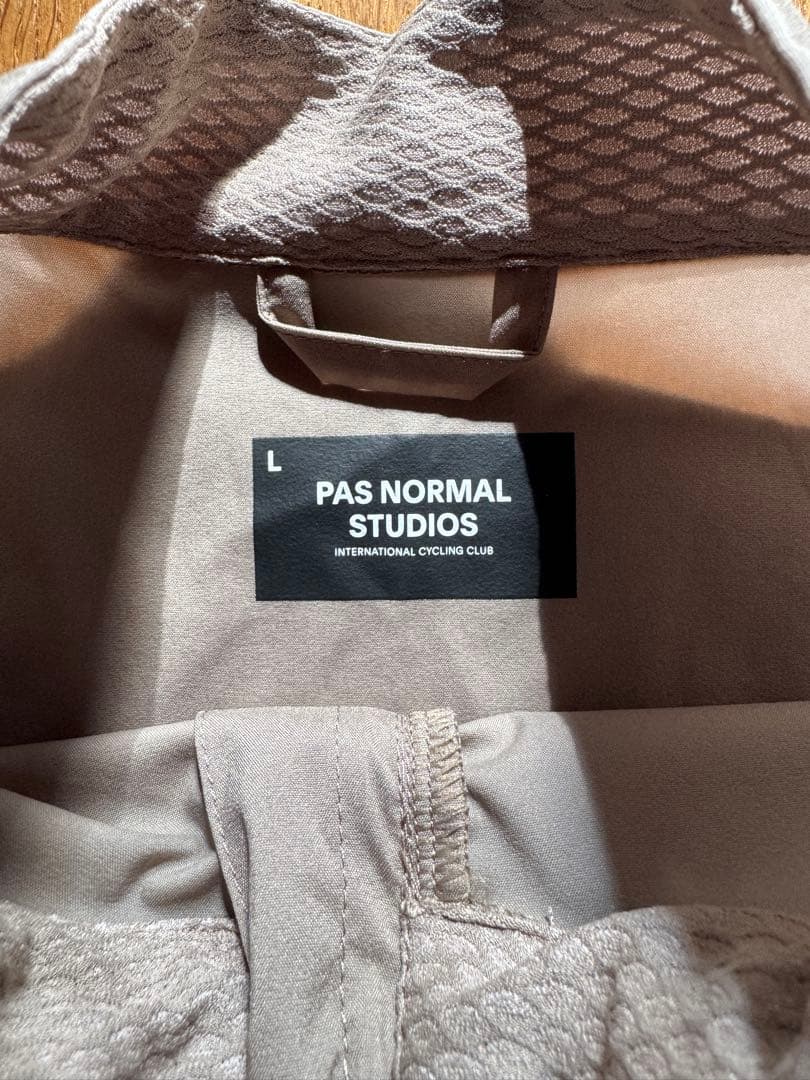 L
PAS NORMAL
STUDIOS
INTERNATIONAL CYCLING CLUB